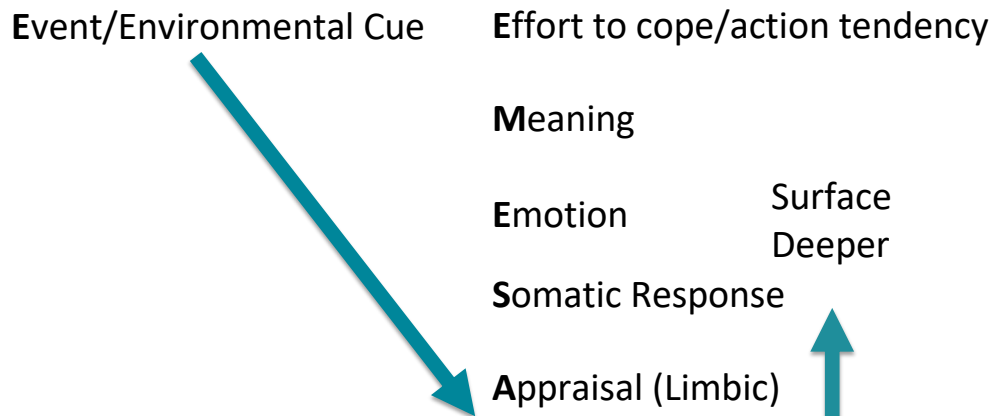 Event/Environmental Cue
Effort to cope/action tendency
Meaning
Emotion
Surface
Deeper
Somatic Response
Appraisal (Limbic)